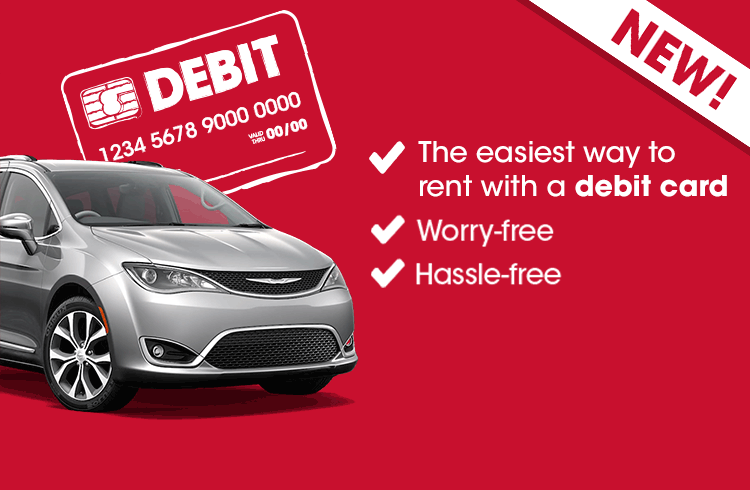 NEW!
DEBIT
1234 5678 9000 0000
VALID
THRU 00/00
The easiest way to
rent with a debit card
Worry-free
Hassle-free